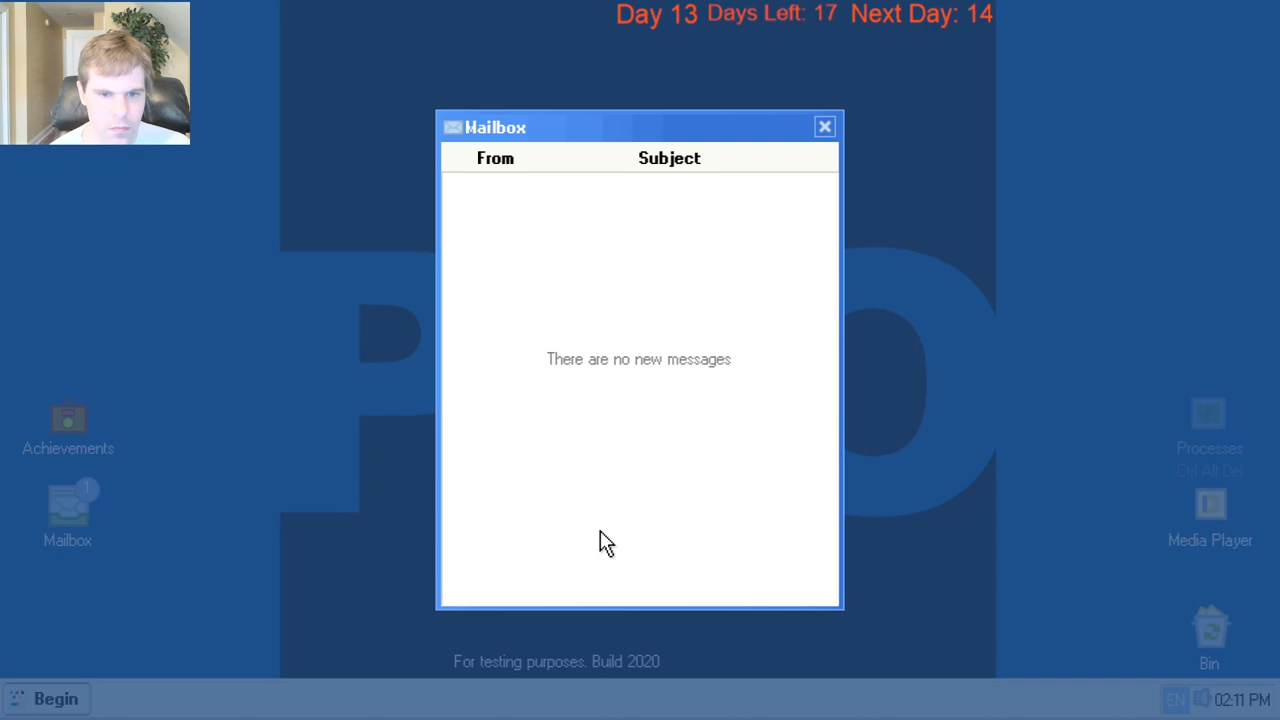 Day 13 Days Left: 17 Next Day: 14
Mailbox
From Subject
There are no new messages
Achievements
Processes
Ctrl Alt Del
1
Mailbox
Media Player
Bin
For testing purposes. Build 2020
Begin
EN 02:11 PM
P O